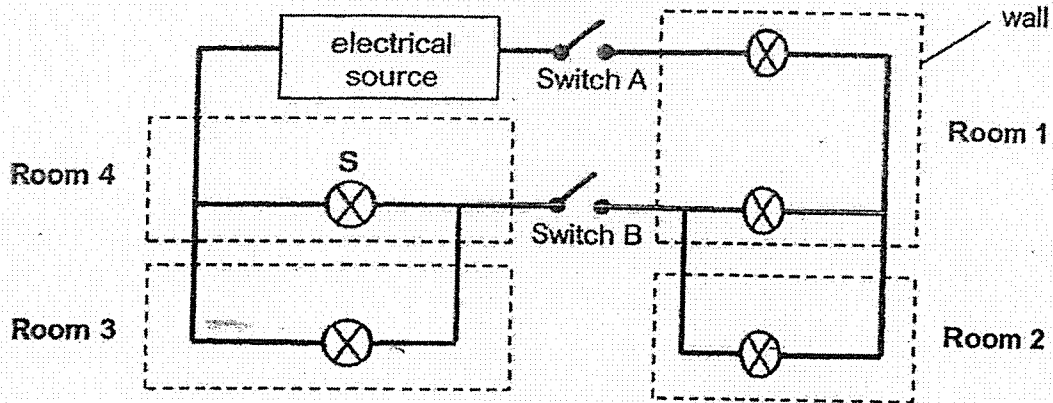 wall
electrical
source
Switch A
Room 1
Room 4
S
Switch B
Room 3
Room 2